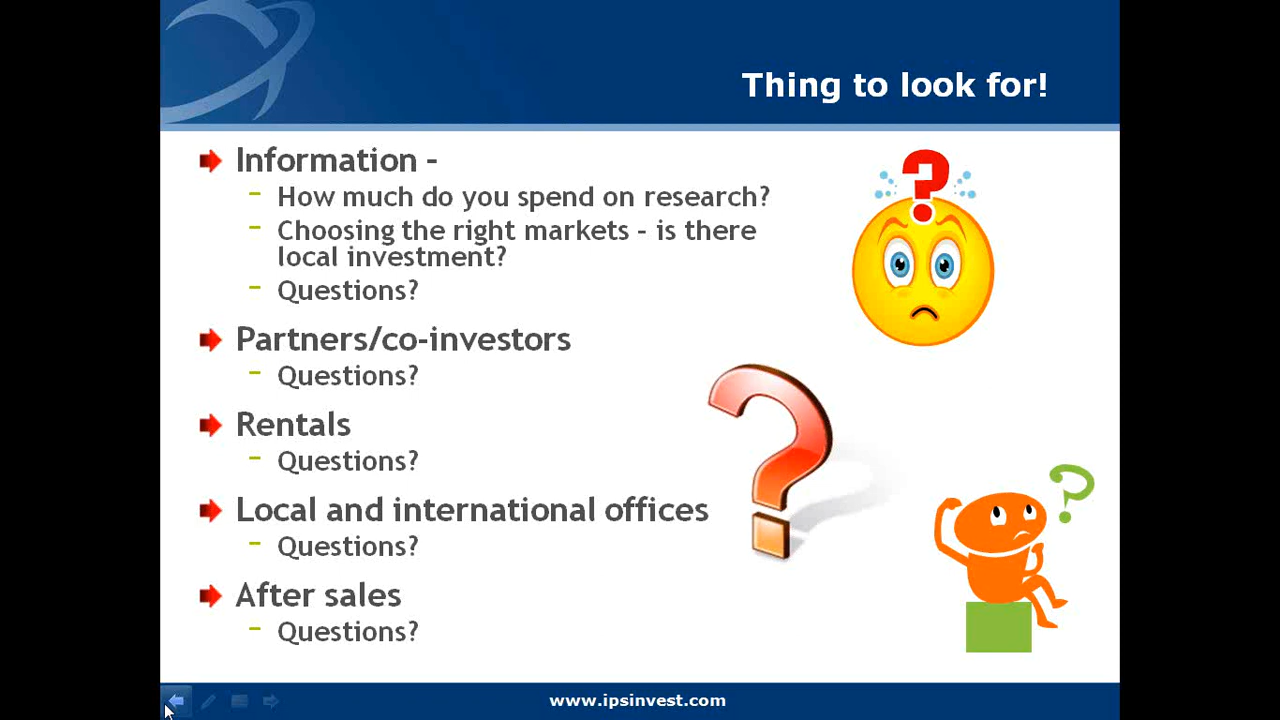 Thing to look for!
Information -
- How much do you spend on research?
- Choosing the right markets - is there
local investment?
- Questions?
Partners/co-investors
- Questions?
Rentals
- Questions?
Local and international offices
- Questions?
After sales
- Questions?
www.ipsinvest.com